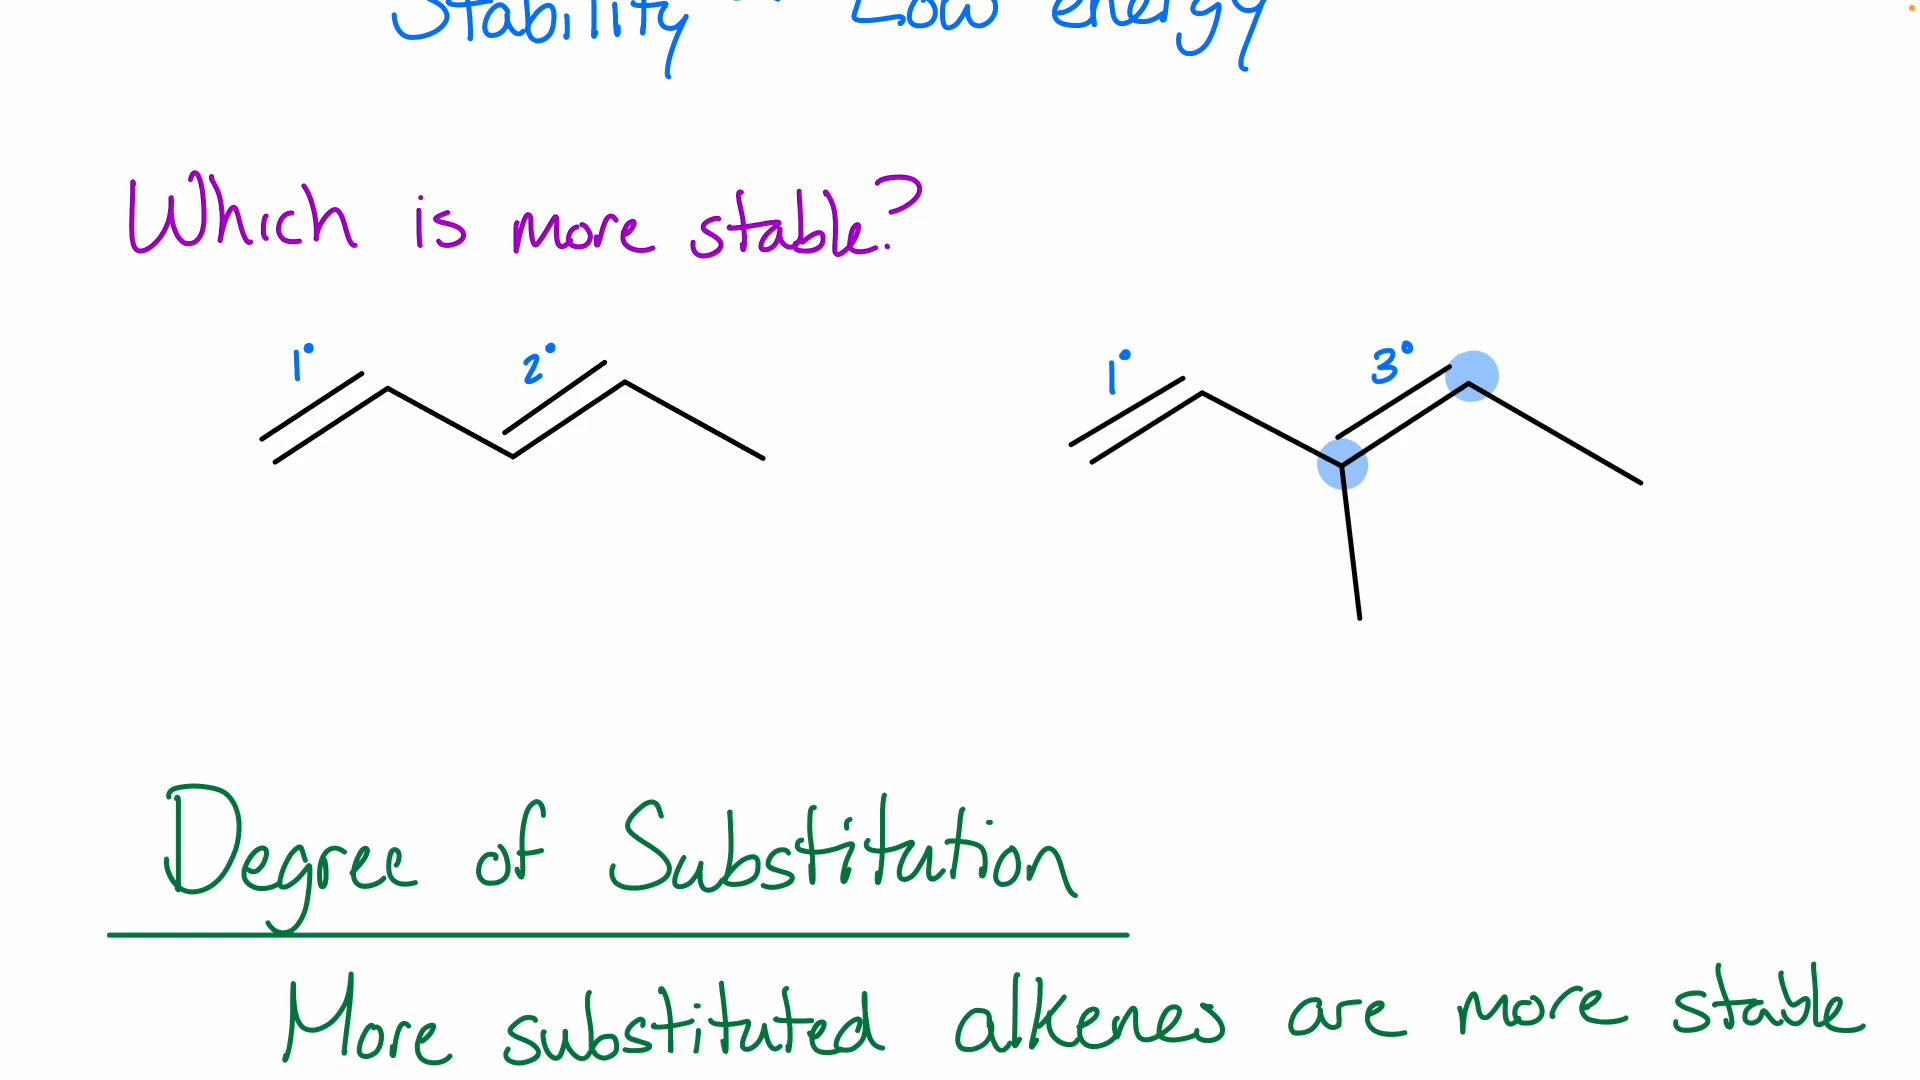 Stability Low energy
Which is more stable?
1° 2° 1° 3°
Degree of Substitution
More substituted alkenes are more stable